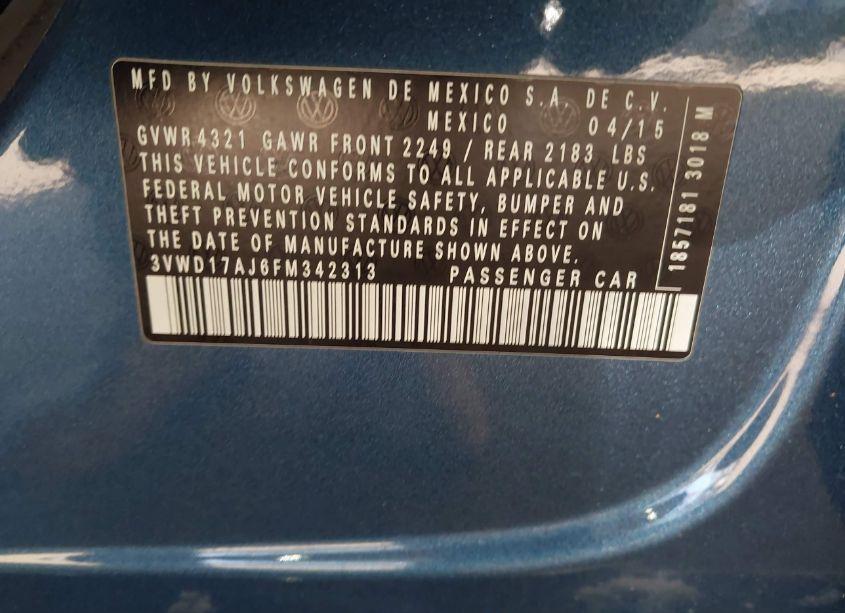 MFD BY VOLKSWAGEN DE MEXICO S.A. DE C.V.
MEXICO 04/15
GVWR 4321 GAWR FRONT 2249 / REAR 2183 LBS
THIS VEHICLE CONFORMS TO ALL APPLICABLE U.S.
FEDERAL MOTOR VEHICLE SAFETY, BUMPER AND
THEFT PREVENTION STANDARDS IN EFFECT ON
THE DATE OF MANUFACTURE SHOWN ABOVE.
3VWD17AJ6FM342313 PASSENGER CAR
1857181 3018 M